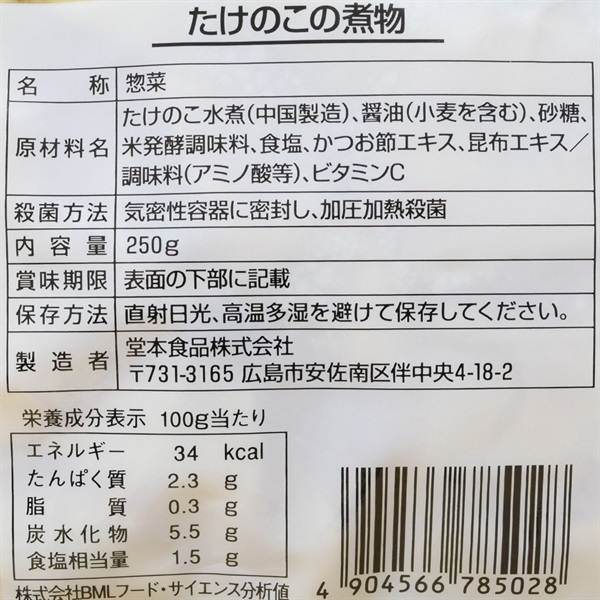 たけのこの煮物
名称 惣菜
原材料名 たけのこ水煮(中国製造)、醤油(小麦を含む)、砂糖、
米発酵調味料、食塩、かつお節エキス、昆布エキス／
調味料(アミノ酸等)、ビタミンC
殺菌方法 気密性容器に密封し、加圧加熱殺菌
内容量 250g
賞味期限 表面の下部に記載
保存方法 直射日光、高温多湿を避けて保存してください。
製造者 堂本食品株式会社
〒731-3165 広島市安佐南区伴中央4-18-2
栄養成分表示 100g当たり
エネルギー 34 kcal
たんぱく質 2.3 g
脂質 0.3 g
炭水化物 5.5 g
食塩相当量 1.5 g
株式会社BMLフード・サイエンス分析値
4 904566 785028